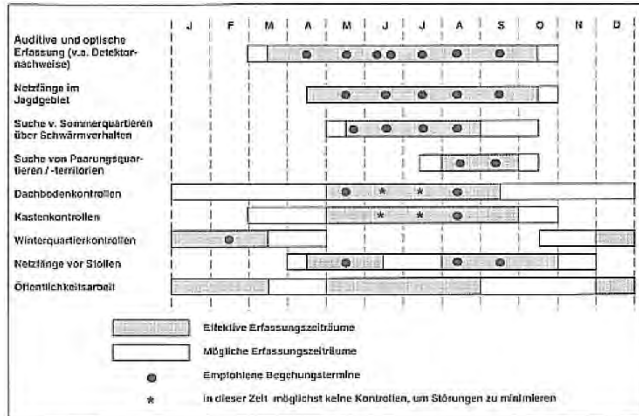 J F M A M J J A S O N D
Auditive und optische
Erfassung (v.a. Detektor-
nachweise)
Netzfänge im
Jagdgebiet
Suche v. Sommerquartieren
über Schwärmverhalten
Suche von Paarungsquar-
tieren / -territorien
Dachbodenkontrollen
Kastenkontrollen
Winterquartierkontrollen
Netzfänge vor Stollen
Öffentlichkeitsarbeit
Effektive Erfassungszeiträume
Mögliche Erfassungszeiträume
Empfohlene Begehungstermine
* in dieser Zeit möglichst keine Kontrollen, um Störungen zu minimieren